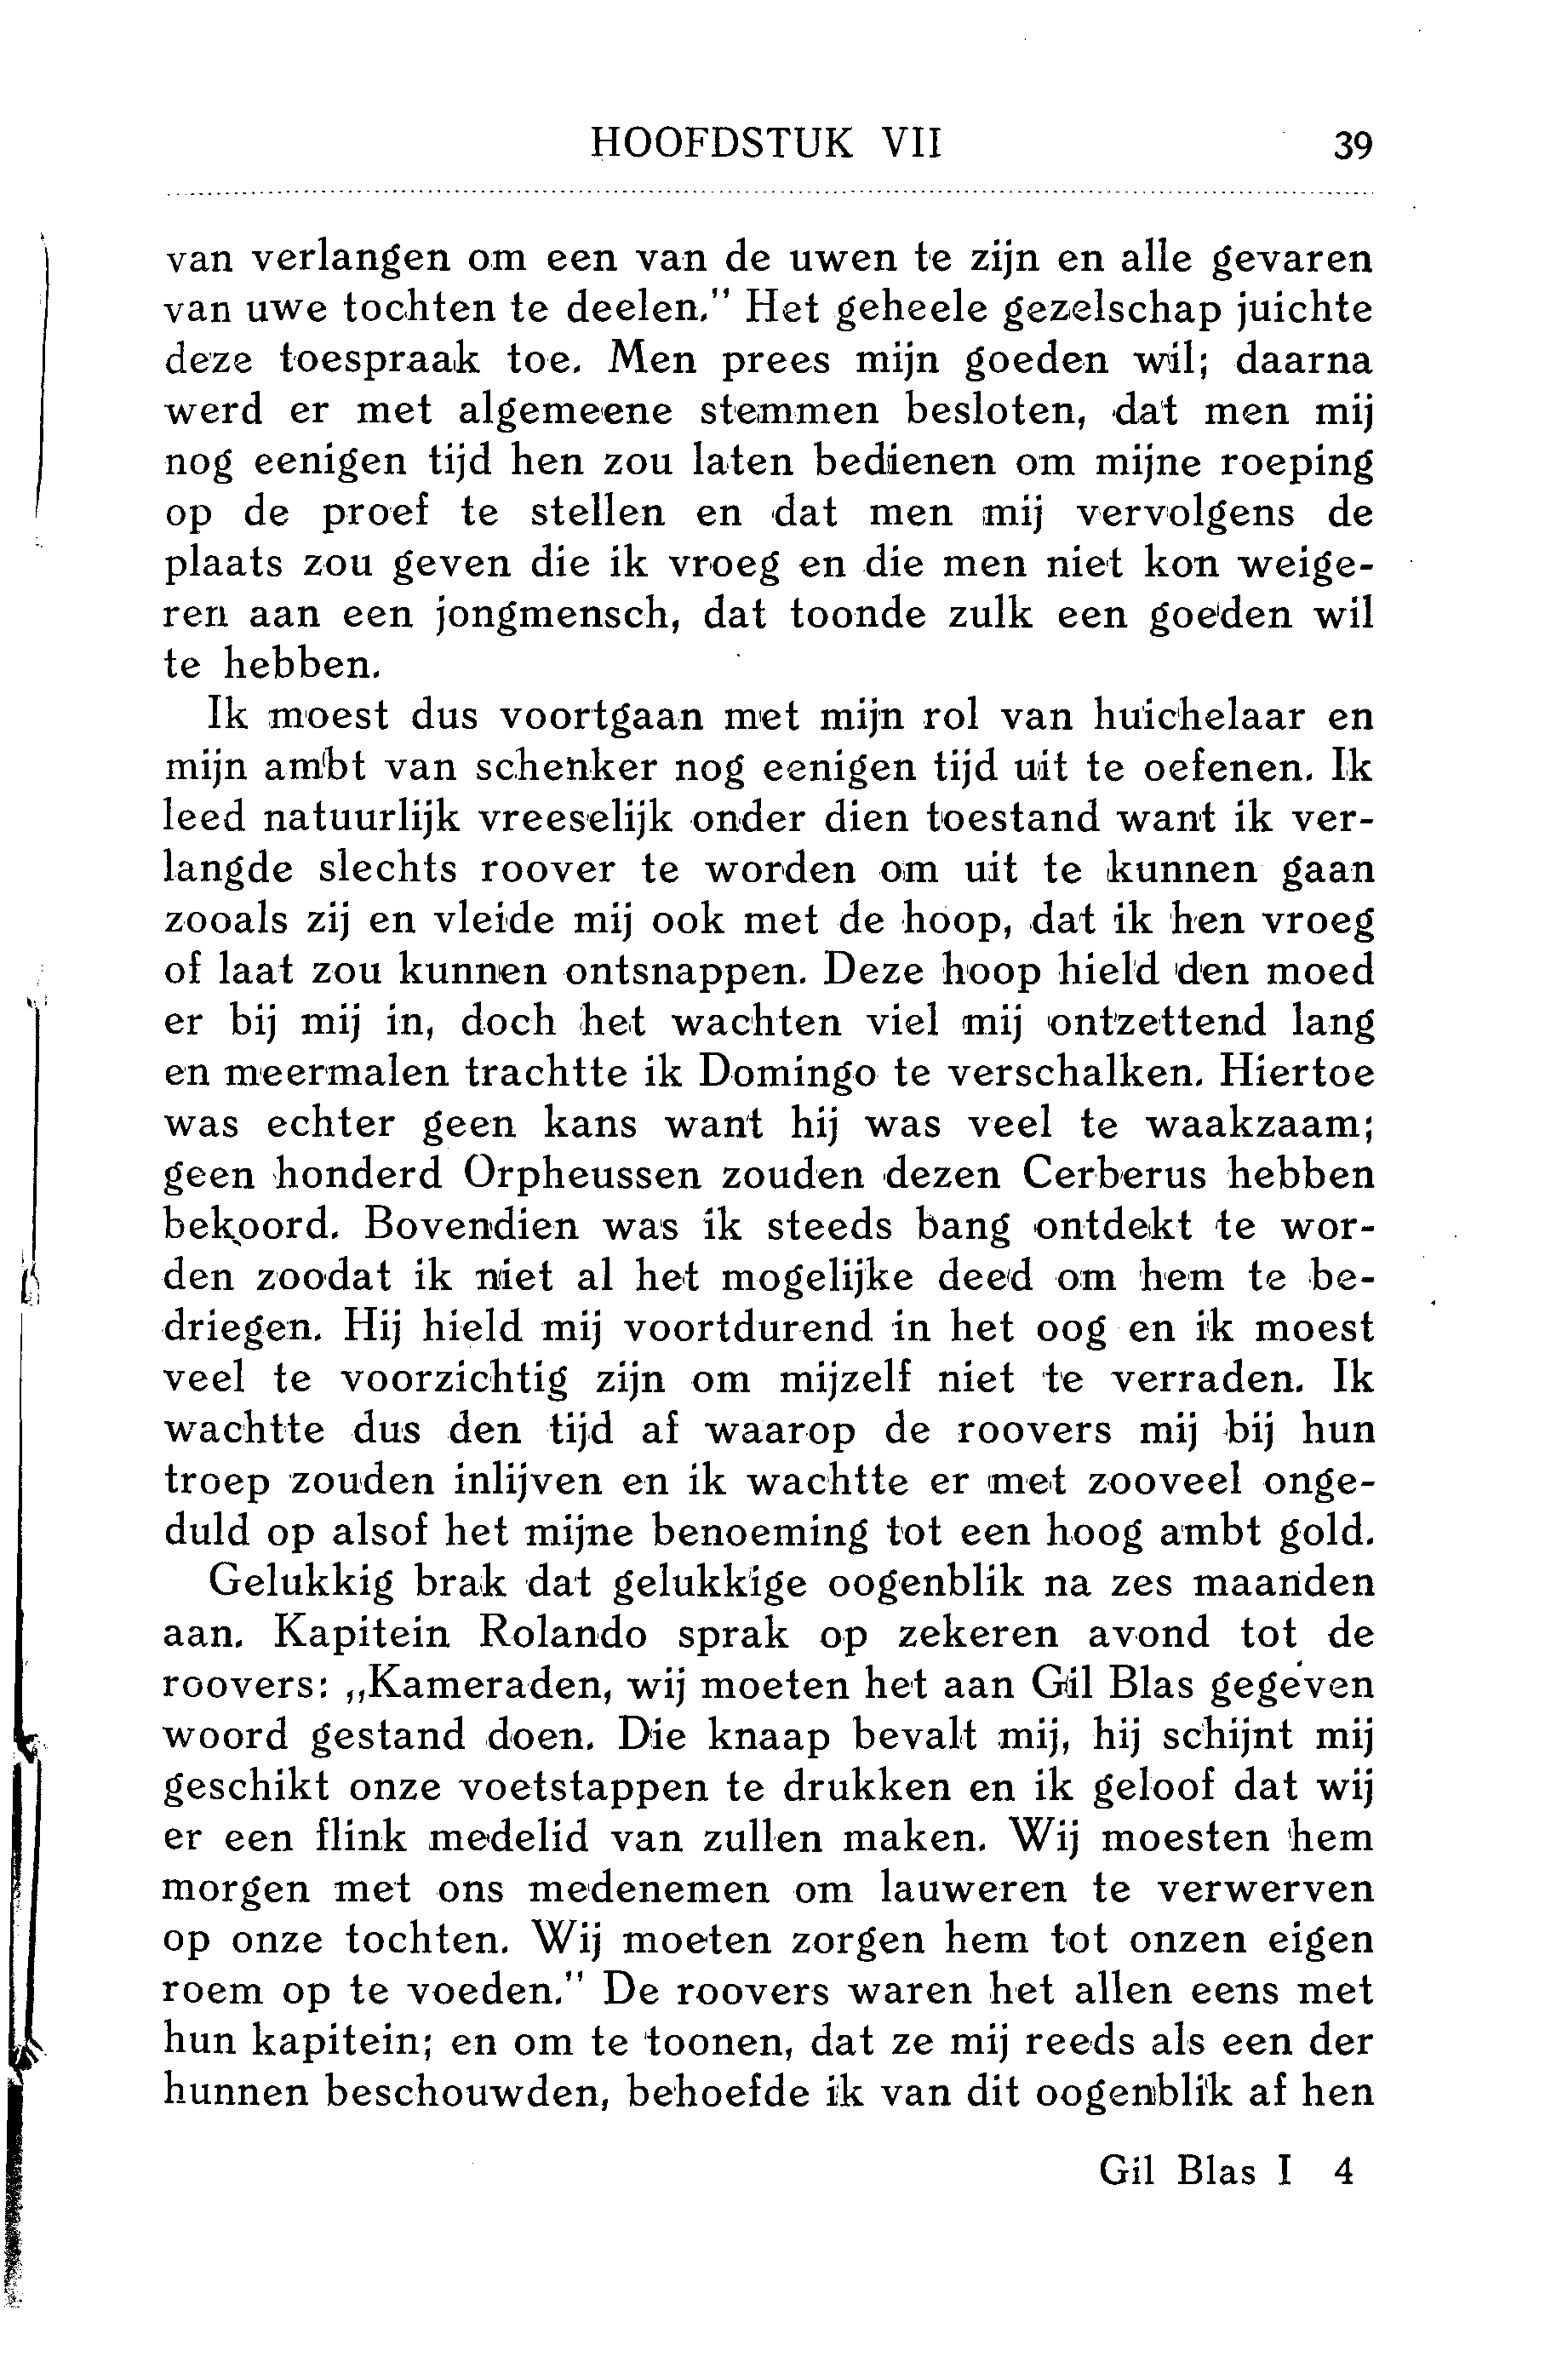 HOOFDSTUK VII 39
van verlangen om een van de uwen te zijn en alle gevaren
van uwe tochten te deelen." Het geheele gezelschap juichte
deze toespraak toe. Men prees mijn goeden wil; daarna
werd er met algemeene stemmen besloten, dat men mij
nog eenigen tijd hen zou laten bedienen om mijne roeping
op de proef te stellen en dat men mij vervolgens de
plaats zou geven die ik vroeg en die men niet kon weige-
ren aan een jongmensch, dat toonde zulk een goeden wil
te hebben.
Ik moest dus voortgaan met mijn rol van huichelaar en
mijn ambt van schenker nog eenigen tijd uit te oefenen. Ik
leed natuurlijk vreeselijk onder dien toestand want ik ver-
langde slechts roover te worden om uit te kunnen gaan
zooals zij en vleide mij ook met de hoop, dat ik hen vroeg
of laat zou kunnen ontsnappen. Deze hoop hield den moed
er bij mij in, doch het wachten viel mij ontzettend lang
en meermalen trachtte ik Domingo te verschalken. Hiertoe
was echter geen kans want hij was veel te waakzaam;
geen honderd Orpheussen zouden dezen Cerberus hebben
bekoord. Bovendien was ik steeds bang ontdekt te wor-
den zoodat ik niet al het mogelijke deed om hem te be-
driegen. Hij hield mij voortdurend in het oog en ik moest
veel te voorzichtig zijn om mijzelf niet te verraden. Ik
wachtte dus den tijd af waarop de roovers mij bij hun
troep zouden inlijven en ik wachtte er met zooveel onge-
duld op alsof het mijne benoeming tot een hoog ambt gold.
Gelukkig brak dat gelukkige oogenblik na zes maanden
aan. Kapitein Rolando sprak op zekeren avond tot de
roovers: „Kameraden, wij moeten het aan Gil Blas gegeven
woord gestand doen. Die knaap bevalt mij, hij schijnt mij
geschikt onze voetstappen te drukken en ik geloof dat wij
er een flink medelid van zullen maken. Wij moesten hem
morgen met ons medenemen om lauweren te verwerven
op onze tochten. Wij moeten zorgen hem tot onzen eigen
roem op te voeden." De roovers waren het allen eens met
hun kapitein; en om te toonen, dat ze mij reeds als een der
hunnen beschouwden, behoefde ik van dit oogenblik af hen
Gil Blas I 4